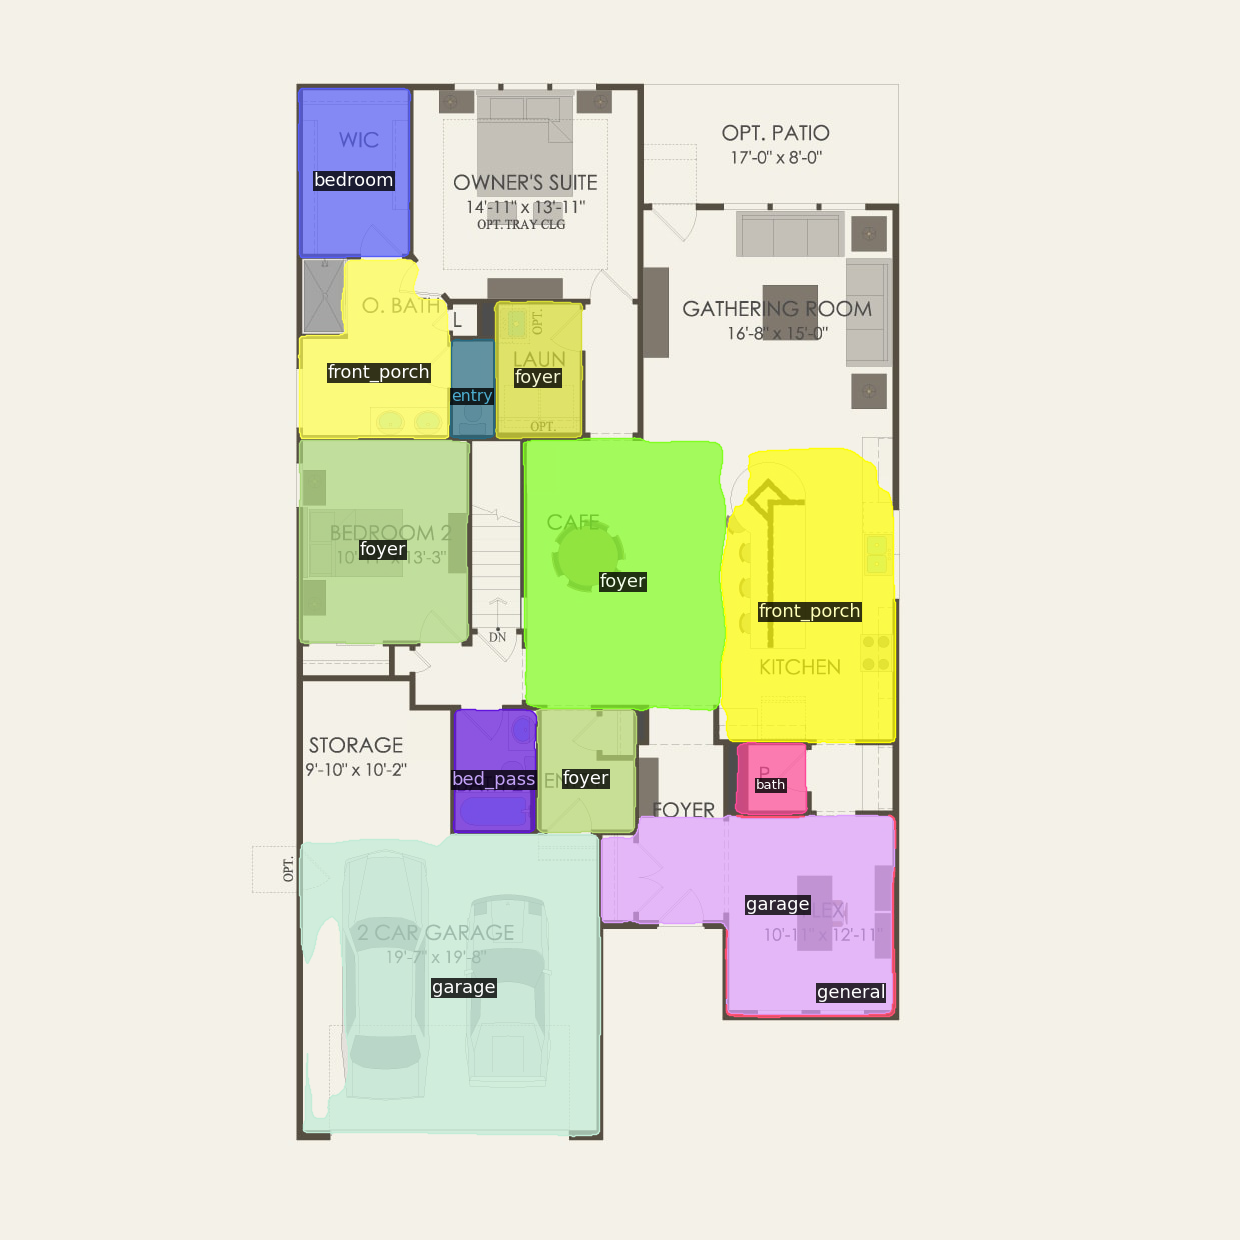 WIC
bedroom
OWNER'S SUITE
14'-11" x 13'-11"
OPT. TRAY CLG
OPT. PATIO
17'-0" x 8'-0"
O. BATH
L
OPT.
GATHERING ROOM
16'-8" x 15'-0"
front_porch
entry
LAUN
foyer
OPT.
BEDROOM 2
foyer
13'-3"
CAFE
foyer
front_porch
KITCHEN
DN
STORAGE
9'-10" x 10'-2"
bed_pass
foyer
P
bath
FOYER
OPT.
2 CAR GARAGE
19'-7" x 19'-8"
garage
garage
10'-11" x 12'-11"
general